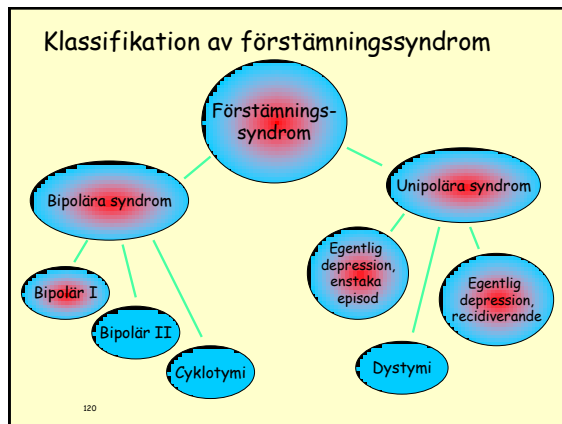 Klassifikation av förstämningssyndrom
Förstämnings-
syndrom
Bipolära syndrom
Unipolära syndrom
Bipolär I
Bipolär II
Cyklotymi
Egentlig
depression,
enstaka
episod
Dystymi
Egentlig
depression,
recidiverande
120